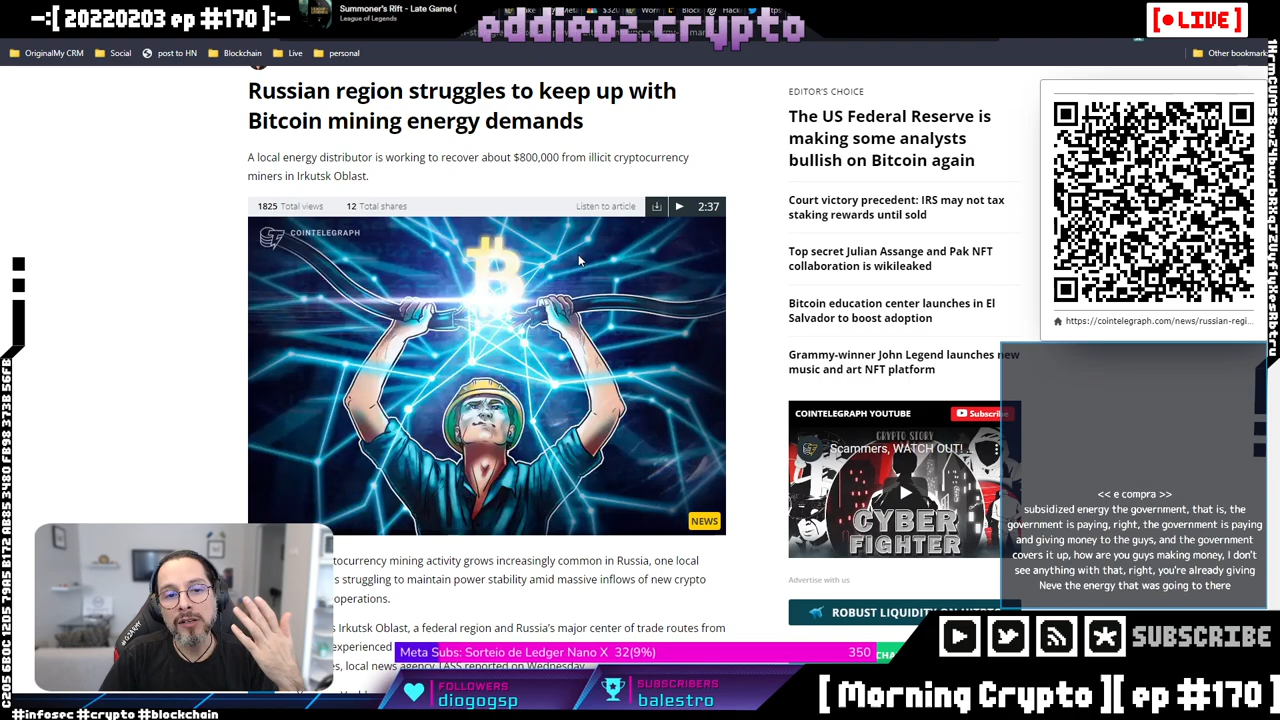 -:[ 20220203 ep #170 ]:-
Summoner's Rift - Late Game (
League of Legends
eddieoz.crypto
[●LIVE]
OriginalMy CRM
Social
post to HN
Blockchain
Live
personal
Other bookmark
Russian region struggles to keep up with
Bitcoin mining energy demands
A local energy distributor is working to recover about $800,000 from illicit cryptocurrency
miners in Irkutsk Oblast.
1825 Total views
12 Total shares
Listen to article
2:37
COINTELEGRAPH
NEWS
tocurrency mining activity grows increasingly common in Russia, one local
s struggling to maintain power stability amid massive inflows of new crypto
operations.
Irkutsk Oblast, a federal region and Russia's major center of trade routes from
experienced
, local news agency TASS reported on Wednesday.
EDITOR'S CHOICE
The US Federal Reserve is
making some analysts
bullish on Bitcoin again
Court victory precedent: IRS may not tax
staking rewards until sold
Top secret Julian Assange and Pak NFT
collaboration is wikileaked
Bitcoin education center launches in El
Salvador to boost adoption
Grammy-winner John Legend launches new
music and art NFT platform
COINTELEGRAPH YOUTUBE
Subscribe
CRYPTO STORY
Scammers, WATCH OUT! ...
CYBER
FIGHTER
Advertise with us
ROBUST LIQUIDITY
https://cointelegraph.com/news/russian-regi...
<< e compra >>
subsidized energy the government, that is, the
government is paying, right, the government is paying
and giving money to the guys, and the government
covers it up, how are you guys making money, I don't
see anything with that, right, you're already giving
Neve the energy that was going to there
Meta Subs: Sorteio de Ledger Nano X 32(9%)
350
FOLLOWERS
diogogsp
SUBSCRIBERS
balestro
SUBSCRIBE
[ Morning Crypto ][ ep #170 ]
#infosec #crypto #blockchain